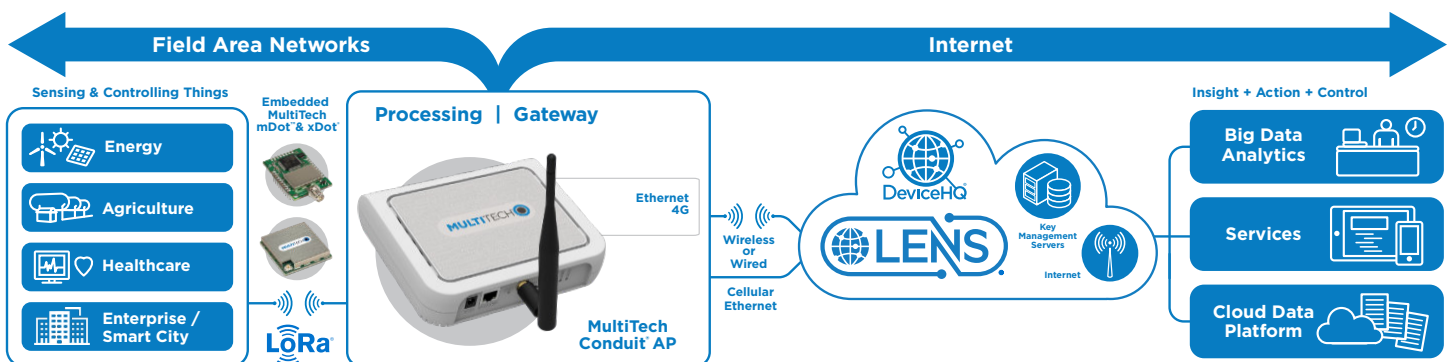 Field Area Networks
Internet
Sensing & Controlling Things
Energy
Agriculture
Healthcare
Enterprise /
Smart City
Embedded
MultiTech
mDot™ & xDot®
MULTITECH
LoRa®
Processing | Gateway
MULTITECH
Ethernet
4G
MultiTech
Conduit® AP
Wireless
or
Wired
Cellular
Ethernet
DeviceHQ®
LENS®
Key
Management
Servers
Internet
Insight + Action + Control
Big Data
Analytics
Services
Cloud Data
Platform